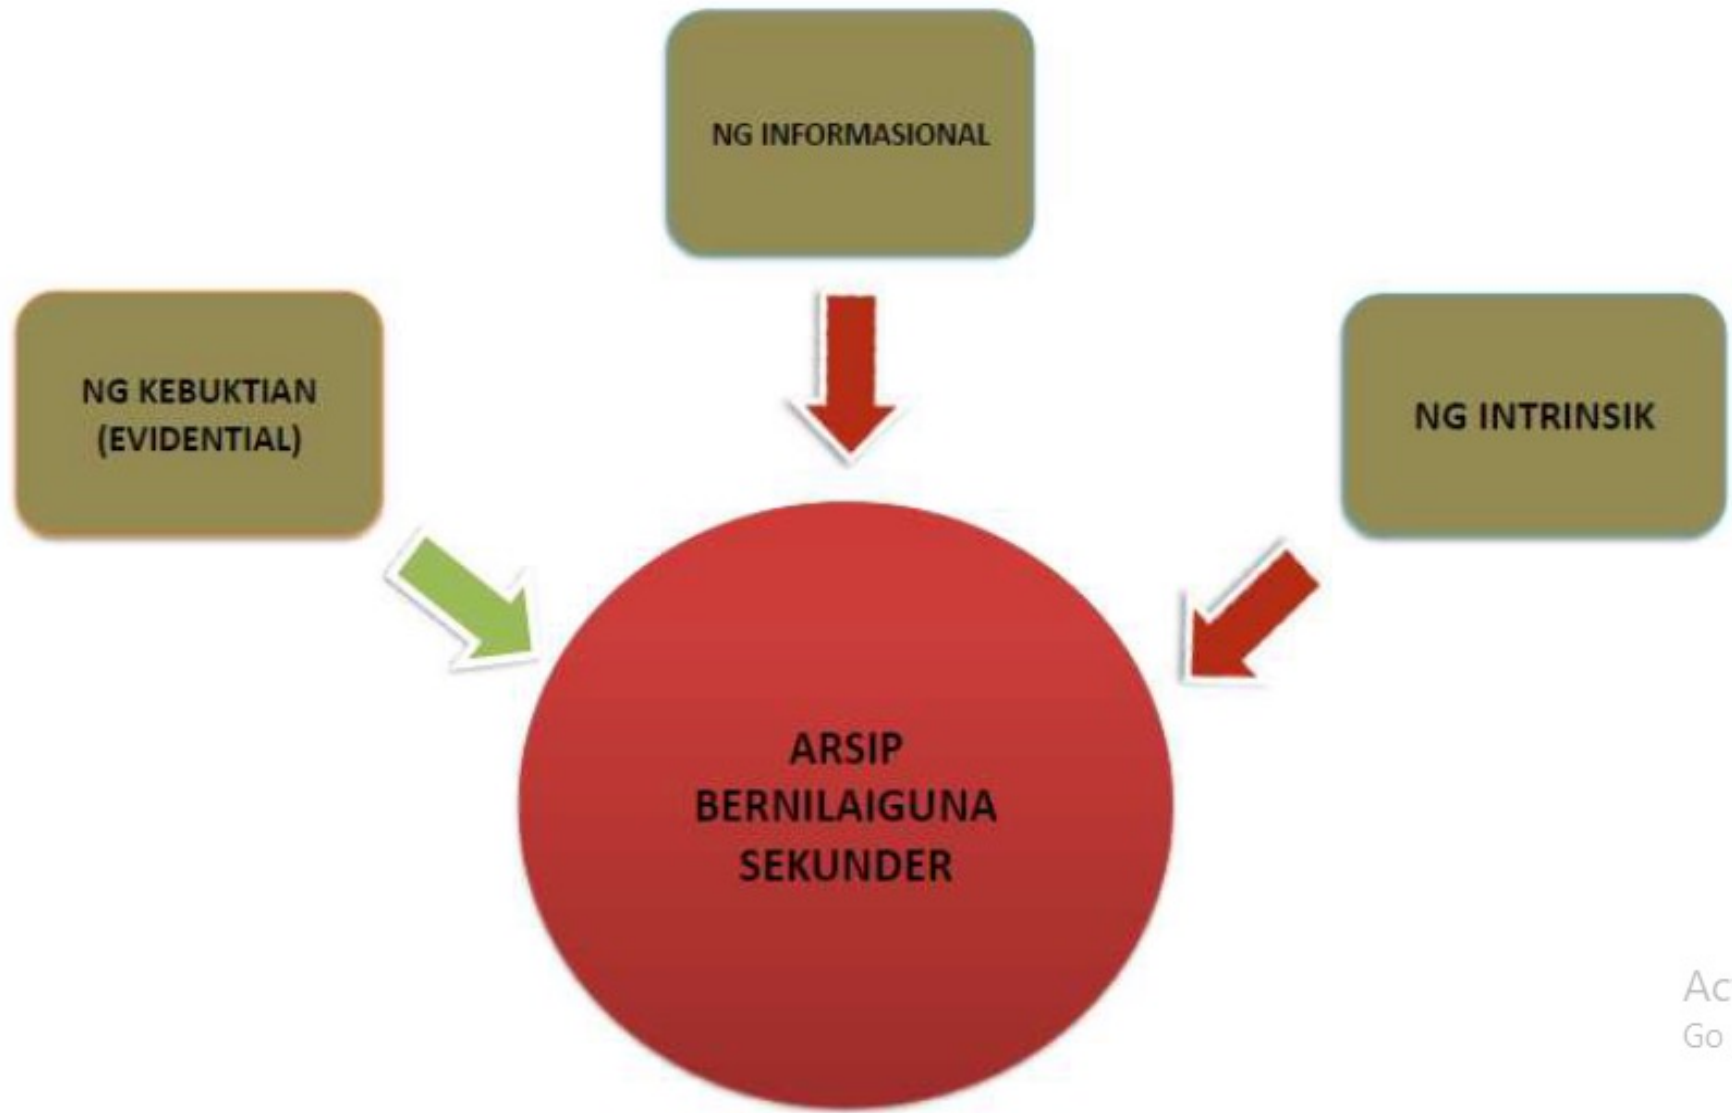 NG INFORMASIONAL
NG KEBUKTIAN
(EVIDENTIAL)
NG INTRINSIK
ARSIP
BERNILAIGUNA
SEKUNDER
Ac
Go